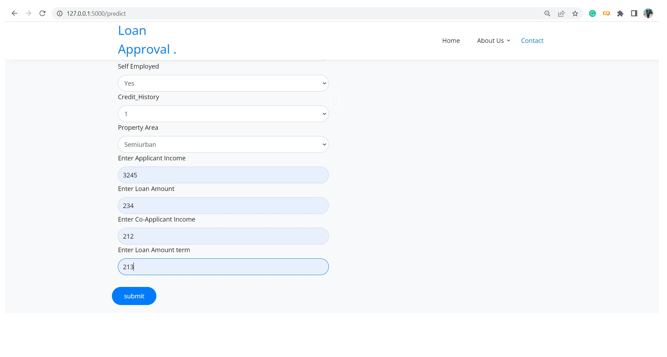 127.0.0.1:5000/predict
Loan
Approval .
Home About Us Contact
Self Employed
Yes
Credit_History
1
Property Area
Semiurban
Enter Applicant Income
3245
Enter Loan Amount
234
Enter Co-Applicant Income
212
Enter Loan Amount term
213
submit